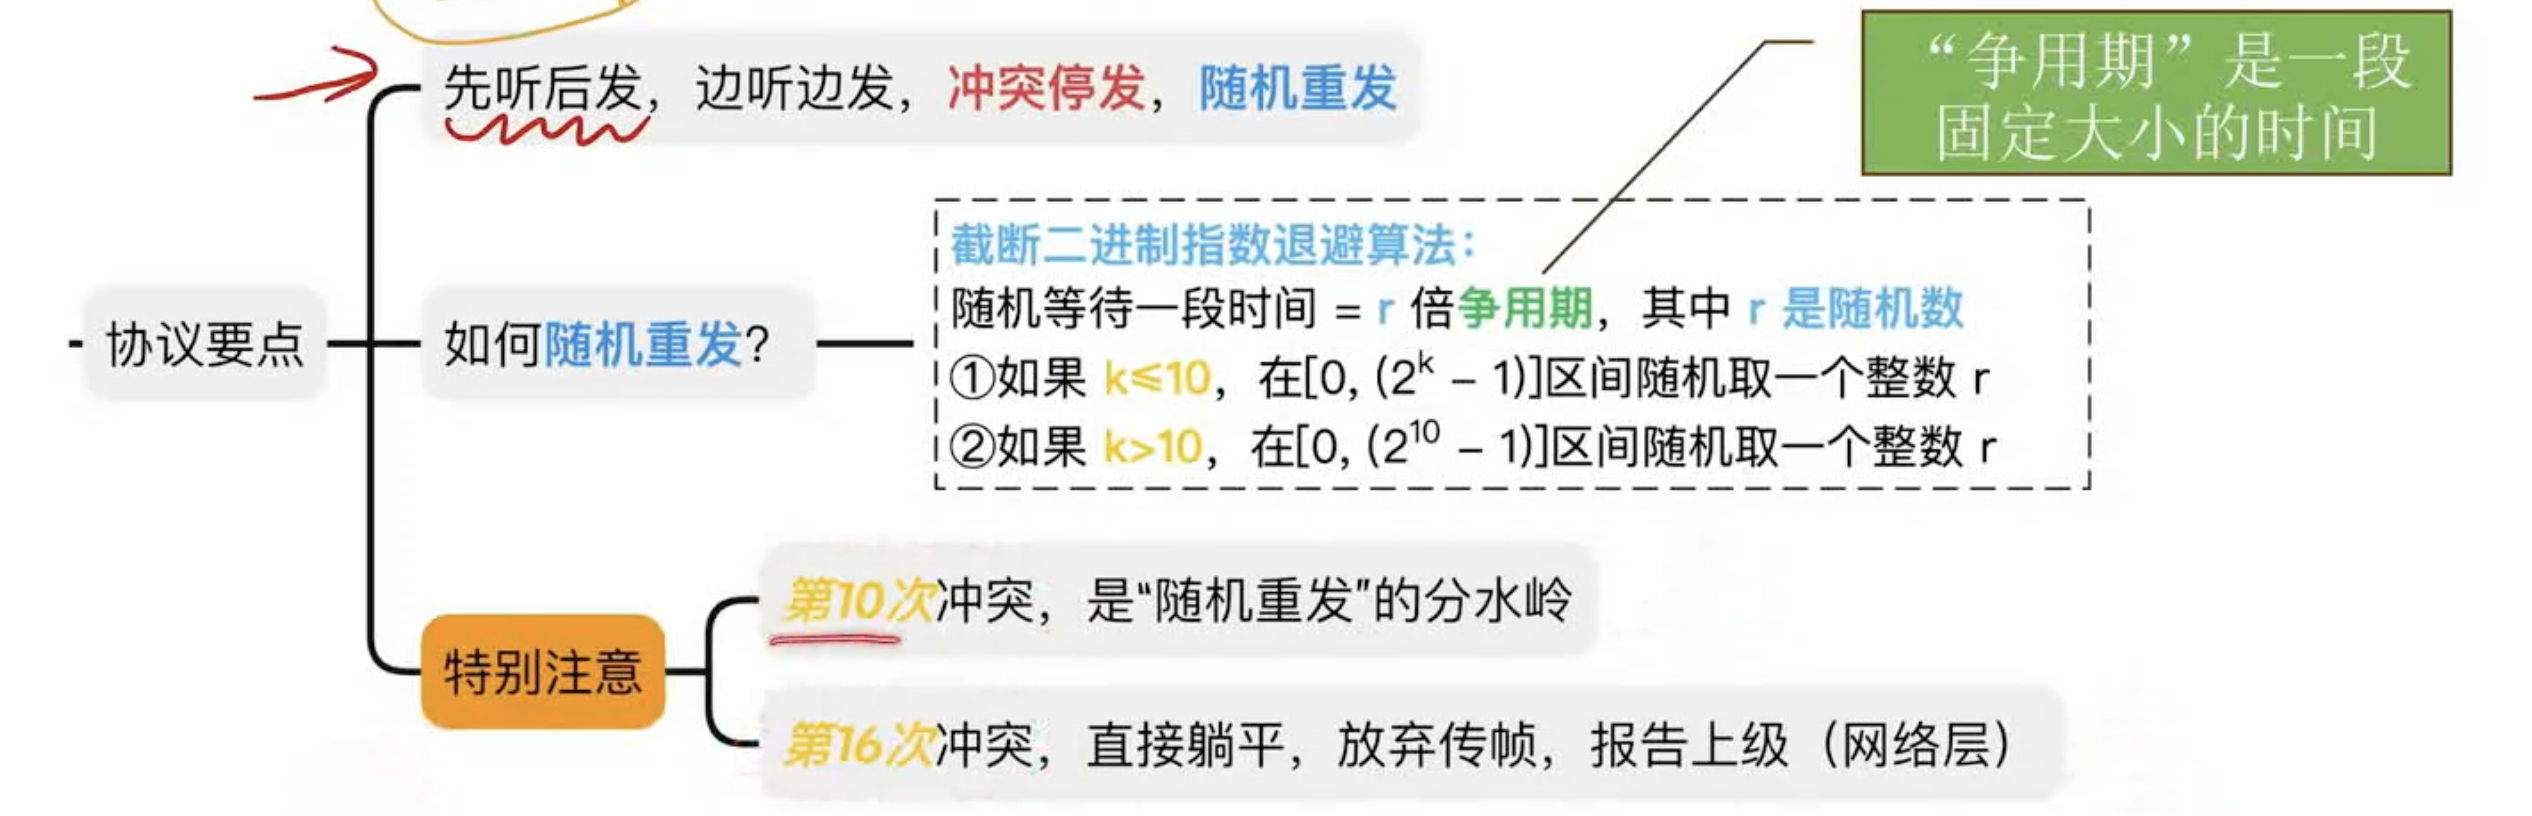 先听后发，边听边发，冲突停发，随机重发
“争用期”是一段
固定大小的时间
协议要点
如何随机重发？
截断二进制指数退避算法：
随机等待一段时间 = r 倍争用期，其中 r 是随机数
①如果 k≤10，在[0, (2ᵏ – 1)]区间随机取一个整数 r
②如果 k>10，在[0, (2¹⁰ – 1)]区间随机取一个整数 r
特别注意
第10次冲突，是“随机重发”的分水岭
第16次冲突，直接躺平，放弃传帧，报告上级（网络层）